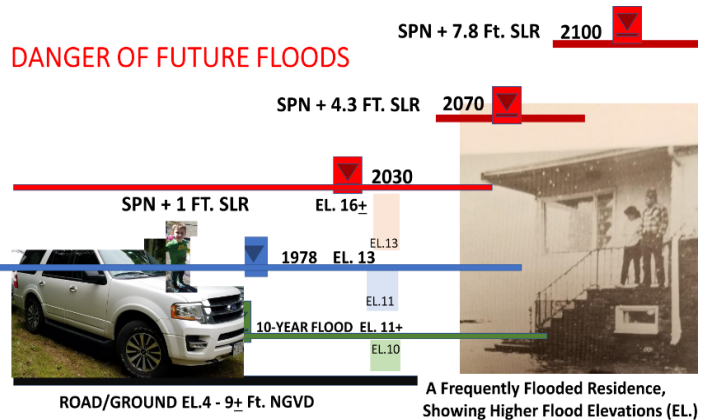 SPN + 7.8 Ft. SLR 2100
DANGER OF FUTURE FLOODS
SPN + 4.3 FT. SLR 2070
2030
SPN + 1 FT. SLR EL. 16±
EL.13
1978 EL. 13
EL.11
10-YEAR FLOOD EL. 11+
EL.10
ROAD/GROUND EL.4 - 9± Ft. NGVD
A Frequently Flooded Residence,
Showing Higher Flood Elevations (EL.)